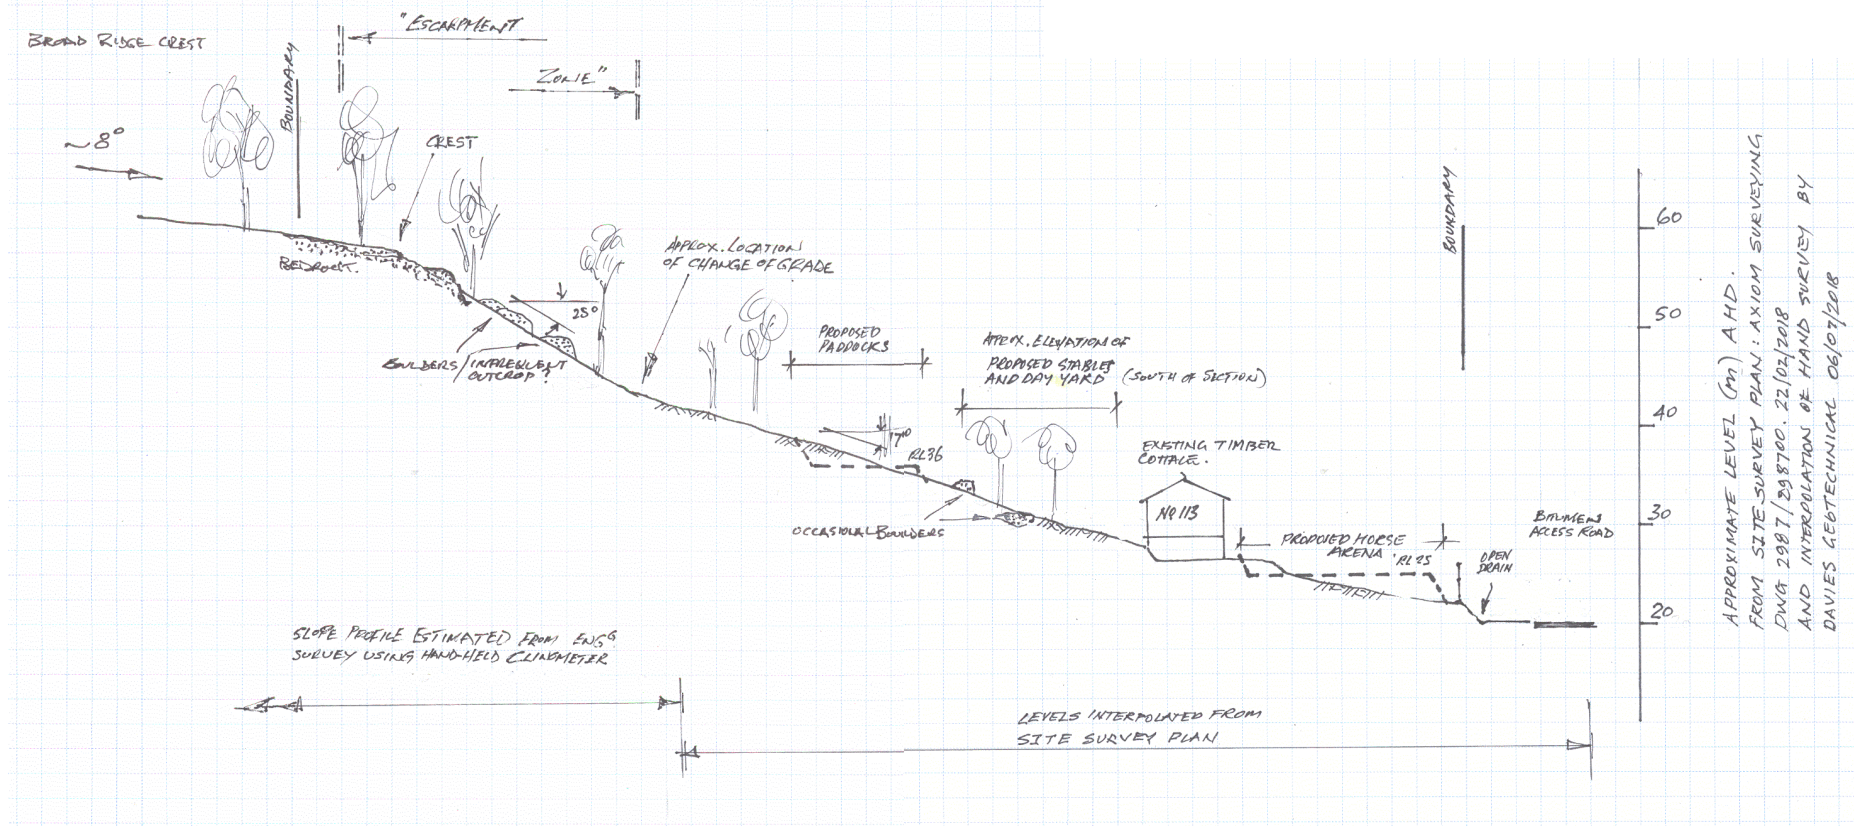 "ESCARPMENT
BROAD RIDGE CREST
BOUNDARY
ZONE"
~8°
CREST
60
BOUNDARY
APPROX. LOCATION
OF CHANGE OF GRADE
BEDROCK.
25°
50
PROPOSED
PADDOCKS
APPROX. ELEVATION OF
PROPOSED STABLES
AND DAY YARD (SOUTH OF SECTION)
BOULDERS/INFREQUENT
OUTCROP?
40
17°
RL36
EXISTING TIMBER
COTTAGE.
Nº 113
30
OCCASIONAL BOULDERS
BITUMEN
ACCESS ROAD
PROPOSED HORSE
ARENA RL25
OPEN
DRAIN
20
SLOPE PROFILE ESTIMATED FROM ENGG
SURVEY USING HAND-HELD CLINOMETER
LEVELS INTERPOLATED FROM
SITE SURVEY PLAN
APPROXIMATE LEVEL (m) AHD.
FROM SITE SURVEY PLAN: AXIOM SURVEYING
DWG 2987/298700. 22/02/2018
AND INTERPOLATION OF HAND SURVEY BY
DAVIES GEOTECHNICAL 06/07/2018